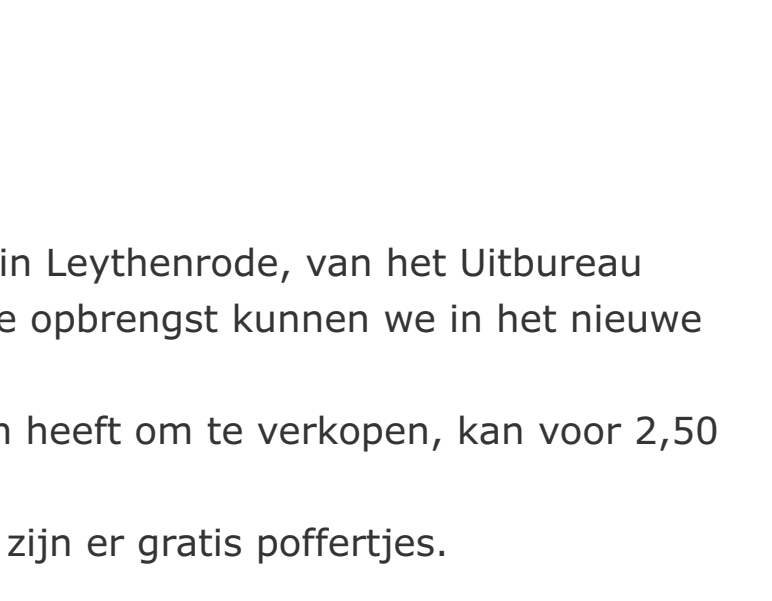 in Leythenrode, van het Uitbureau
opbrengst kunnen we in het nieuwe
heeft om te verkopen, kan voor 2,50
zijn er gratis poffertjes.